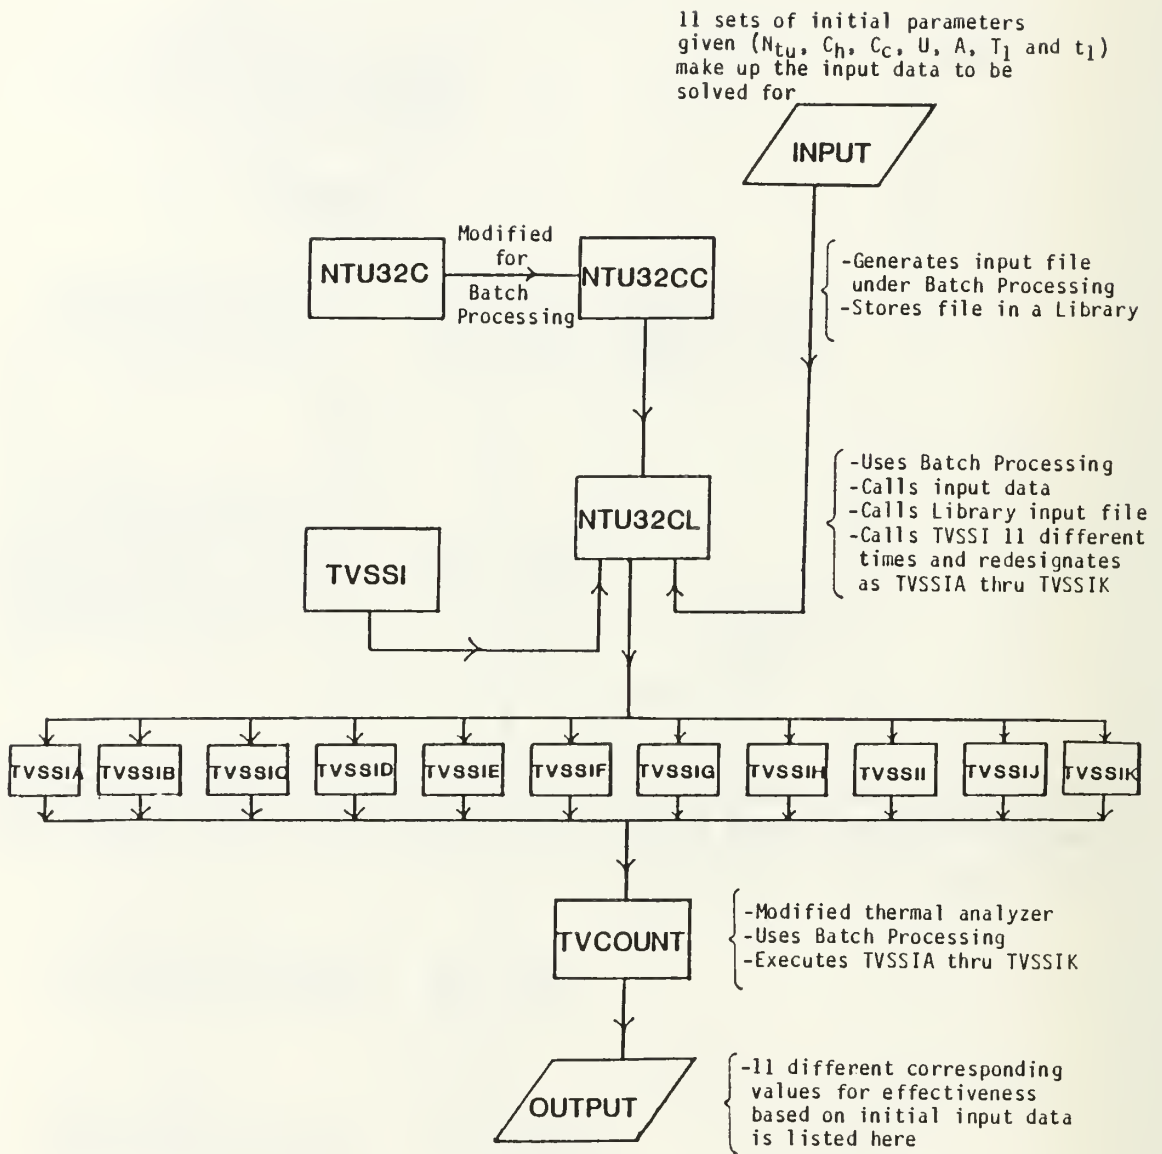 11 sets of initial parameters
given (Ntu, Ch, Cc, U, A, T1 and t1)
make up the input data to be
solved for
INPUT
NTU32C
Modified
for
Batch
Processing
NTU32CC
-Generates input file
under Batch Processing
-Stores file in a Library
NTU32CL
TVSSI
-Uses Batch Processing
-Calls input data
-Calls Library input file
-Calls TVSSI 11 different
times and redesignates
as TVSSIA thru TVSSIK
TVSSIA
TVSSIB
TVSSIC
TVSSID
TVSSIE
TVSSIF
TVSSIG
TVSSIH
TVSSII
TVSSIJ
TVSSIK
TVCOUNT
-Modified thermal analyzer
-Uses Batch Processing
-Executes TVSSIA thru TVSSIK
OUTPUT
-11 different corresponding
values for effectiveness
based on initial input data
is listed here